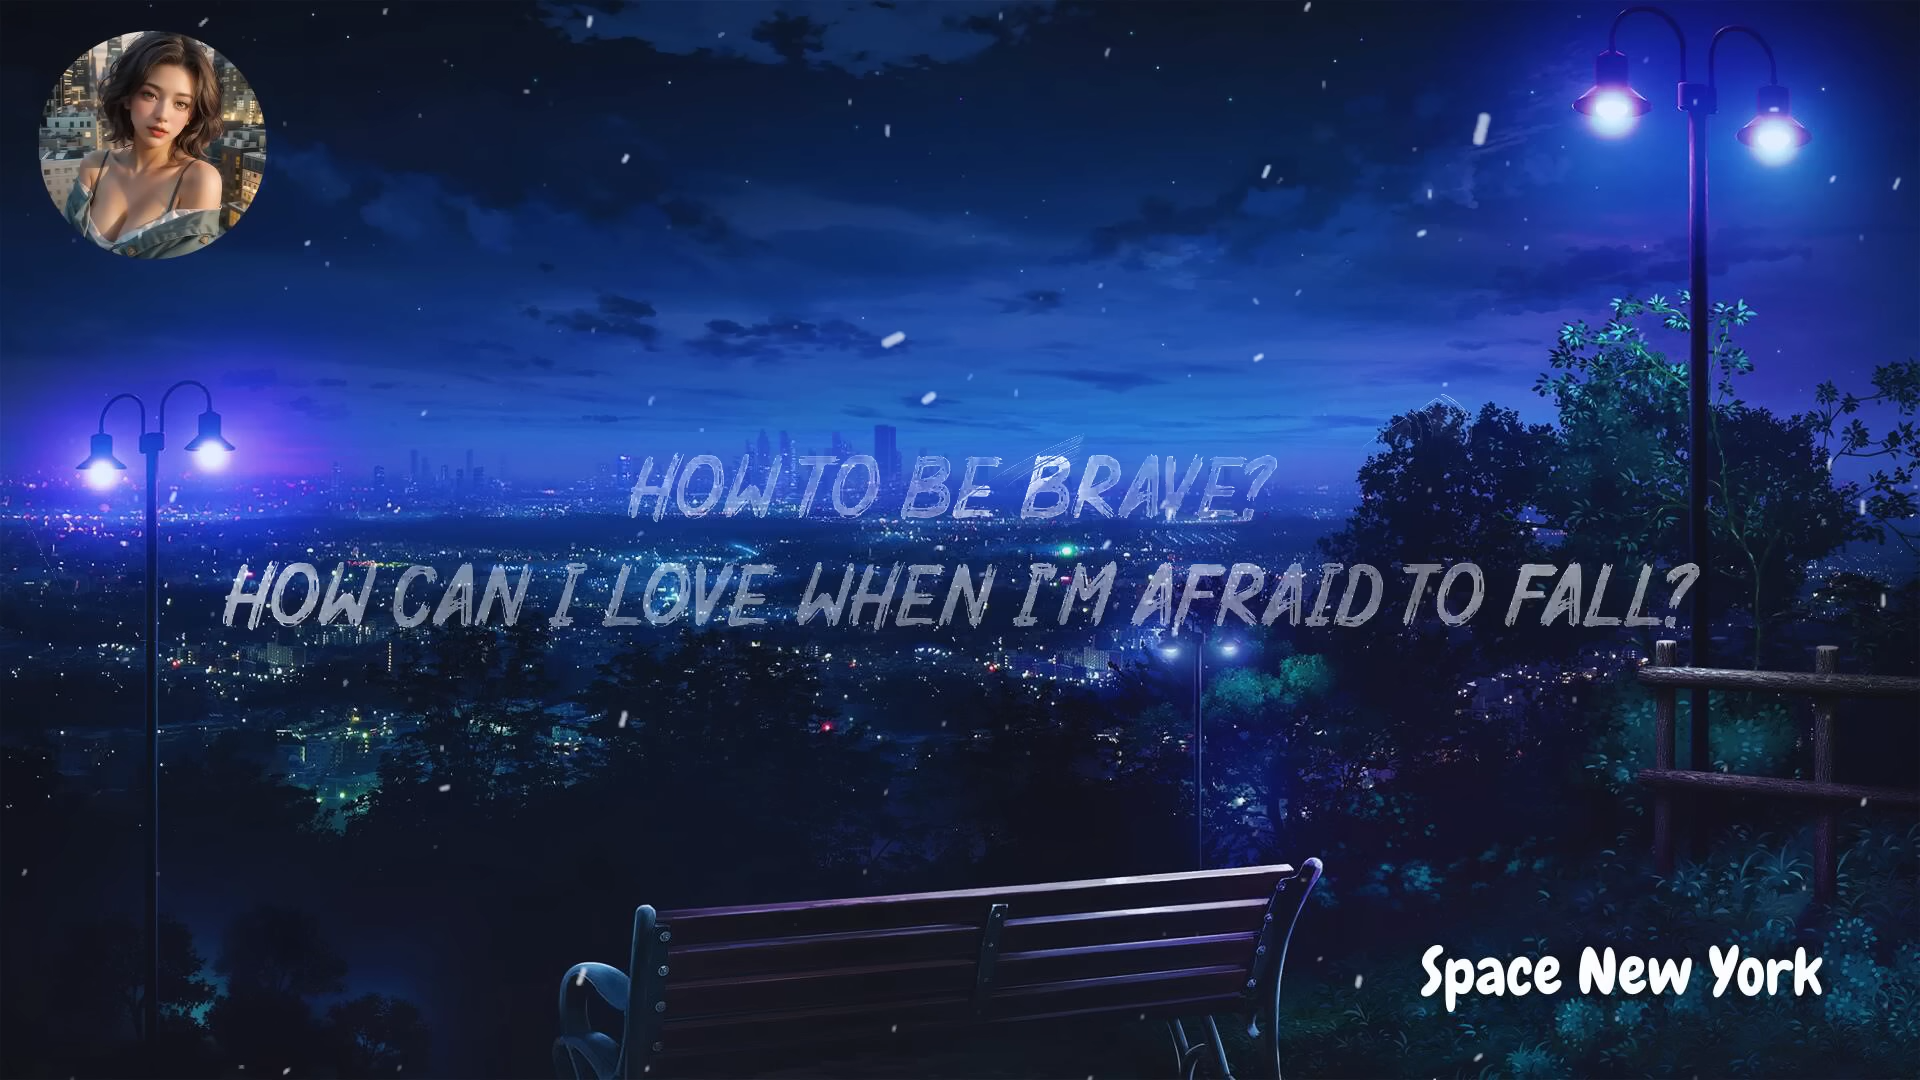 HOW TO BE BRAVE?
HOW CAN I LOVE WHEN I'M AFRAID TO FALL?
Space New York